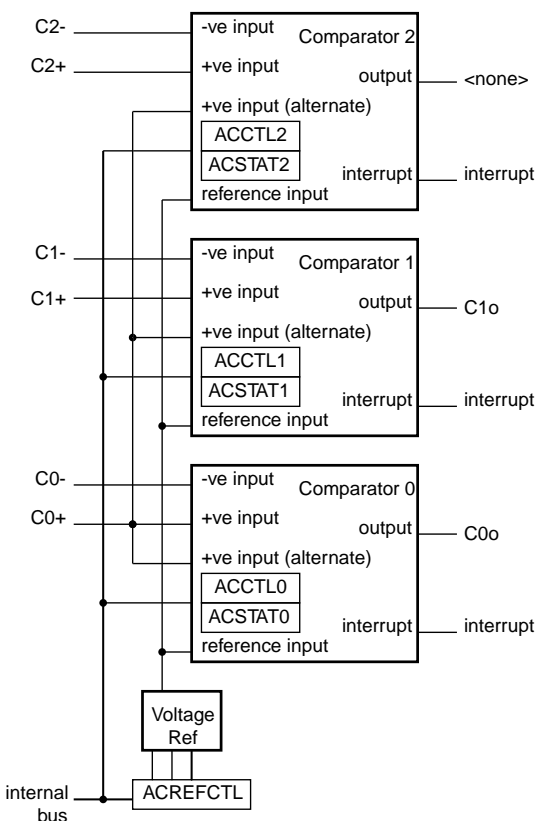 C2-
-ve input
Comparator 2
C2+
+ve input
output
<none>
+ve input (alternate)
ACCTL2
ACSTAT2
interrupt
interrupt
reference input
C1-
-ve input
Comparator 1
C1+
+ve input
output
C1o
+ve input (alternate)
ACCTL1
ACSTAT1
interrupt
interrupt
reference input
C0-
-ve input
Comparator 0
C0+
+ve input
output
C0o
+ve input (alternate)
ACCTL0
ACSTAT0
interrupt
interrupt
reference input
Voltage
Ref
internal
bus
ACREFCTL